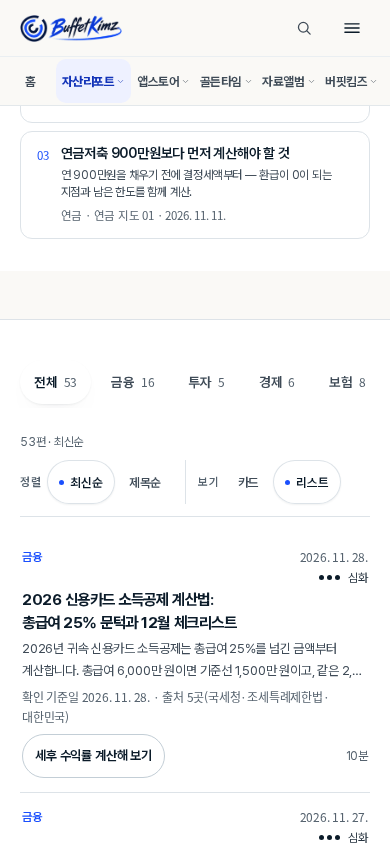 BuffetKimz
홈 자산리포트 앱스토어 골든타임 자료앨범 버핏킴즈
03 연금저축 900만원보다 먼저 계산해야 할 것
연 900만원을 채우기 전에 결정세액부터 — 환급이 0이 되는
지점과 남은 한도를 함께 계산.
연금 · 연금 지도 01 · 2026. 11. 11.
전체 53 금융 16 투자 5 경제 6 보험 8
53편 · 최신순
정렬 최신순 제목순 보기 카드 리스트
금융 2026. 11. 28.
심화
2026 신용카드 소득공제 계산법:
총급여 25% 문턱과 12월 체크리스트
2026년 귀속 신용카드 소득공제는 총급여 25%를 넘긴 금액부터
계산합니다. 총급여 6,000만 원이면 기준선 1,500만 원이고, 같은 2,...
확인 기준일 2026. 11. 28. · 출처 5곳(국세청·조세특례제한법·
대한민국)
세후 수익률 계산해 보기 10분
금융 2026. 11. 27.
심화